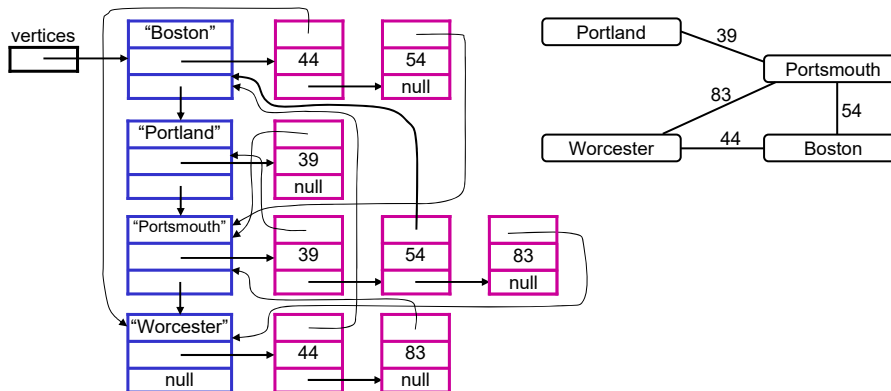 vertices
“Boston”
44
54
null
“Portland”
39
null
“Portsmouth”
39
54
83
null
“Worcester”
44
83
null
null
Portland
39
Portsmouth
83
54
Worcester
44
Boston